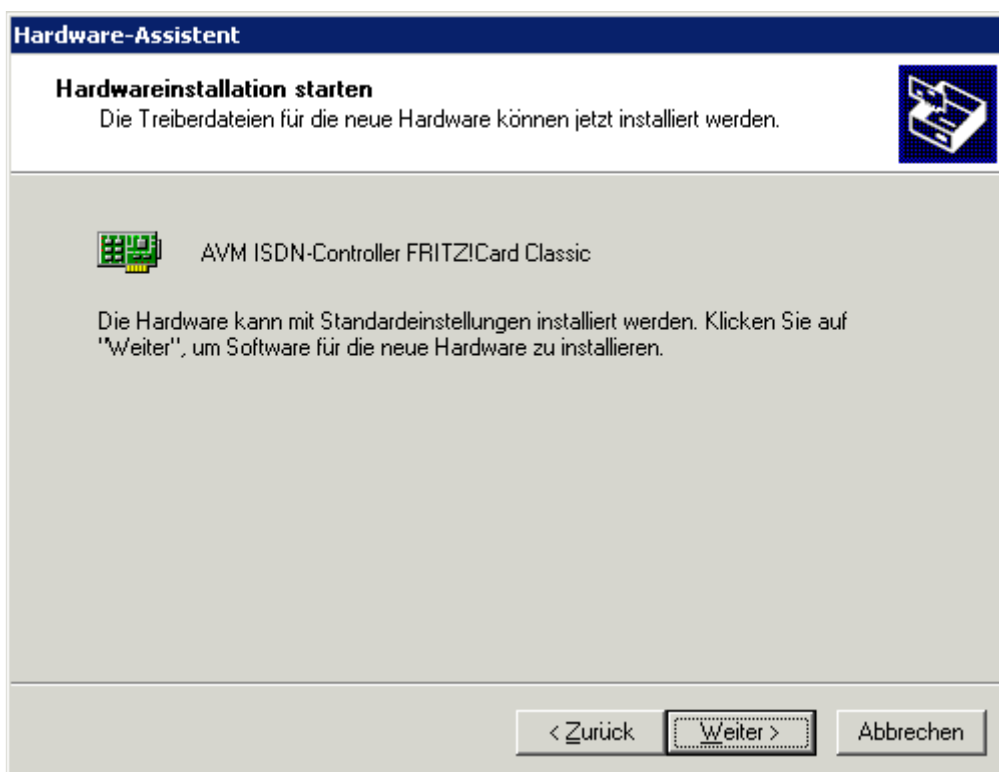 Hardware-Assistent
Hardwareinstallation starten
Die Treiberdateien für die neue Hardware können jetzt installiert werden.
AVM ISDN-Controller FRITZ!Card Classic
Die Hardware kann mit Standardeinstellungen installiert werden. Klicken Sie auf
"Weiter", um Software für die neue Hardware zu installieren.
< Zurück Weiter > Abbrechen